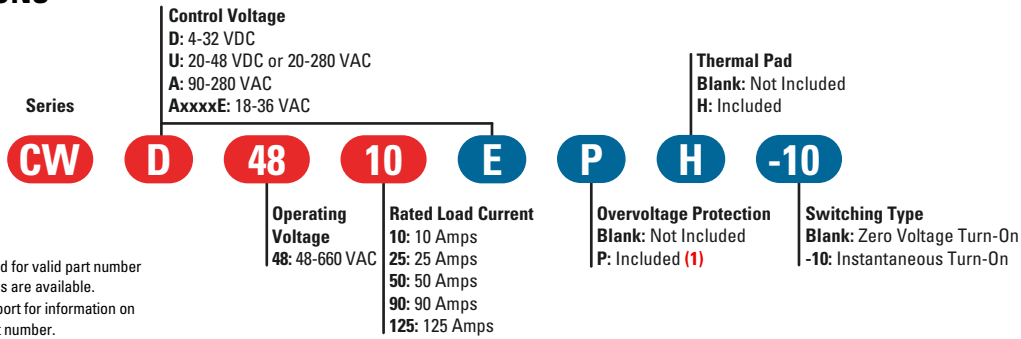 Control Voltage
D: 4-32 VDC
U: 20-48 VDC or 20-280 VAC
A: 90-280 VAC
AxxxxE: 18-36 VAC
Thermal Pad
Blank: Not Included
H: Included
Series
CW D 48 10 E P H -10
Operating
Voltage
48: 48-660 VAC
Rated Load Current
10: 10 Amps
25: 25 Amps
50: 50 Amps
90: 90 Amps
125: 125 Amps
Overvoltage Protection
Blank: Not Included
P: Included (1)
Switching Type
Blank: Zero Voltage Turn-On
-10: Instantaneous Turn-On
d for valid part number
s are available.
port for information on
t number.